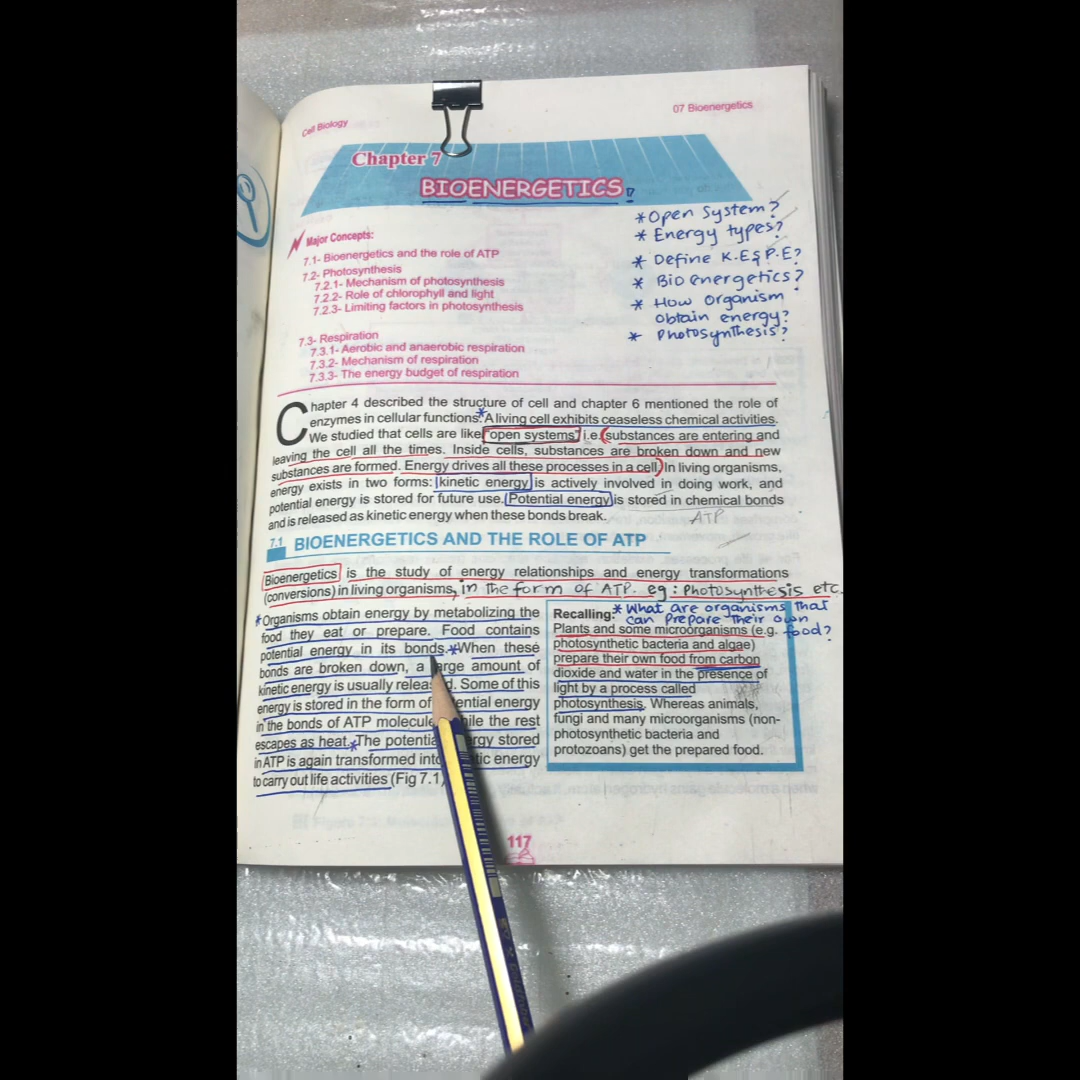 Cell Biology
07 Bioenergetics
Chapter 7
BIOENERGETICS
*Open System?
* Energy types?
* Define K.E & P.E?
* Bio energetics?
* How Organism
obtain energy?
* Photosynthesis?
Major Concepts:
7.1- Bioenergetics and the role of ATP
7.2- Photosynthesis
7.2.1- Mechanism of photosynthesis
7.2.2- Role of chlorophyll and light
7.2.3- Limiting factors in photosynthesis
7.3- Respiration
7.3.1- Aerobic and anaerobic respiration
7.3.2- Mechanism of respiration
7.3.3- The energy budget of respiration
Chapter 4 described the structure of cell and chapter 6 mentioned the role of
enzymes in cellular functions.*A living cell exhibits ceaseless chemical activities.
We studied that cells are like "open systems" i.e. (substances are entering and
leaving the cell all the times. Inside cells, substances are broken down and new
substances are formed. Energy drives all these processes in a cell.) In living organisms,
energy exists in two forms: kinetic energy is actively involved in doing work, and
potential energy is stored for future use. Potential energy is stored in chemical bonds
and is released as kinetic energy when these bonds break. ATP
7.1 BIOENERGETICS AND THE ROLE OF ATP
Bioenergetics is the study of energy relationships and energy transformations
(conversions) in living organisms, in the form of ATP. eg: Photosynthesis etc.
*Organisms obtain energy by metabolizing the
food they eat or prepare. Food contains
potential energy in its bonds.*When these
bonds are broken down, a large amount of
kinetic energy is usually . Some of this
energy is stored in the form of energy
in the bonds of ATP the rest
escapes as heat.*The stored
in ATP is again transformed energy
to carry out life activities (Fig 7.1)
Recalling: *What are organisms that
can prepare their own
food?
Plants and some microorganisms (e.g.
photosynthetic bacteria and algae)
prepare their own food from carbon
dioxide and water in the presence of
light by a process called
photosynthesis. Whereas animals,
fungi and many microorganisms (non-
photosynthetic bacteria and
protozoans) get the prepared food.
117